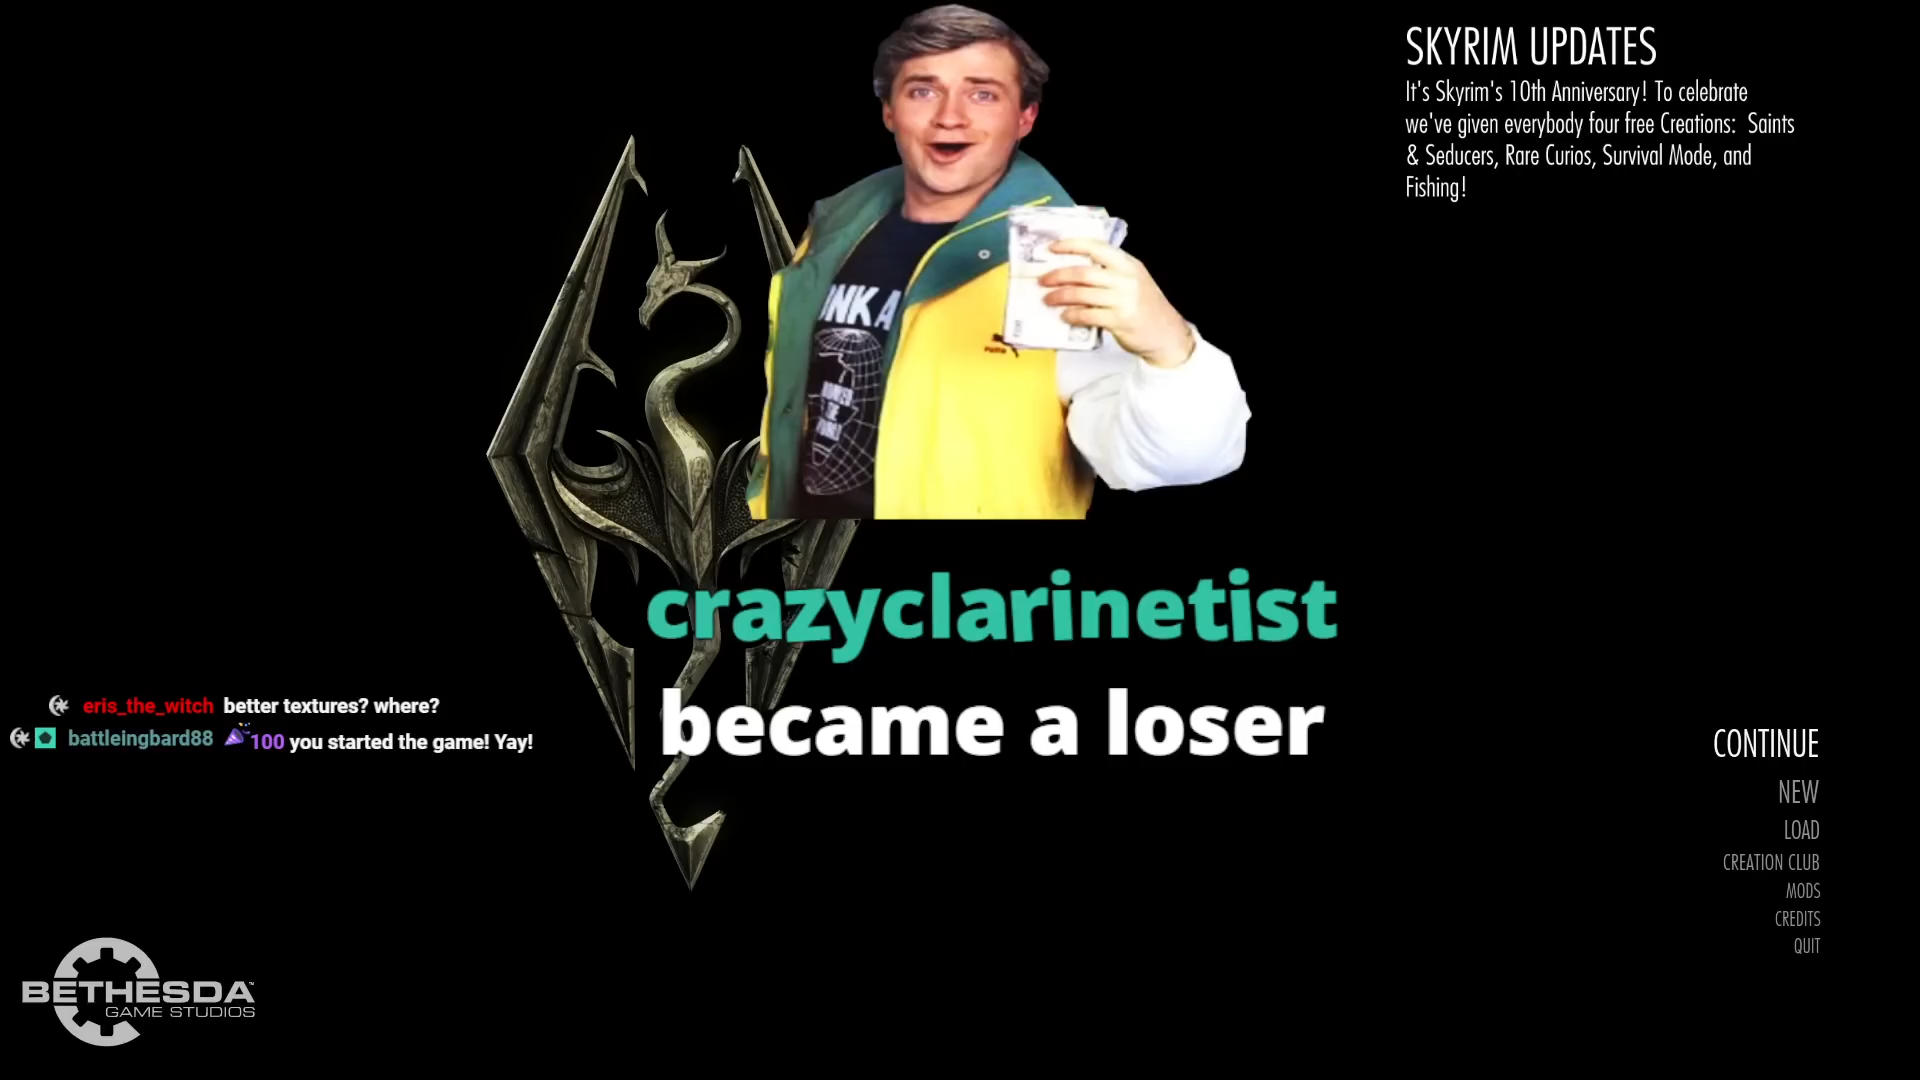 SKYRIM UPDATES
It's Skyrim's 10th Anniversary! To celebrate
we've given everybody four free Creations: Saints
& Seducers, Rare Curios, Survival Mode, and
Fishing!
crazyclarinetist
became a loser
eris_the_witch better textures? where?
battleingbard88 100 you started the game! Yay!
CONTINUE
NEW
LOAD
CREATION CLUB
MODS
CREDITS
QUIT
BETHESDA™
GAME STUDIOS